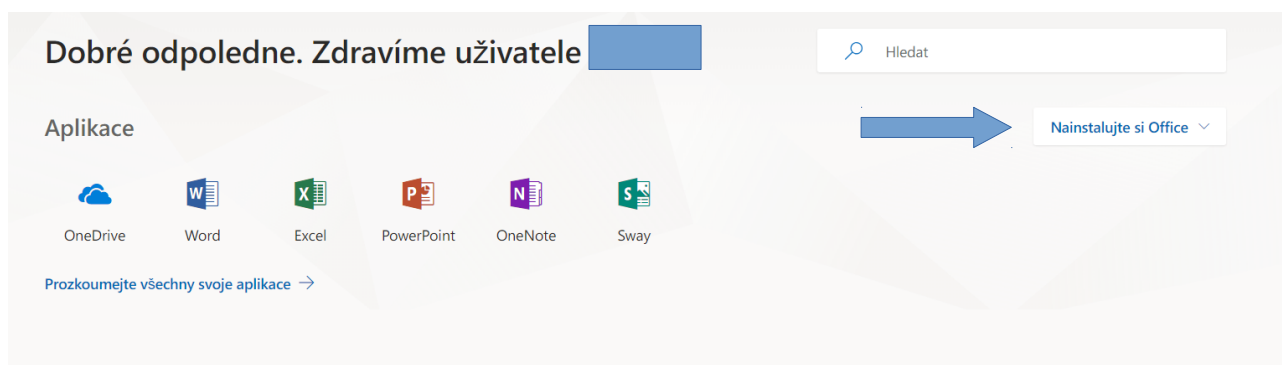 Dobré odpoledne. Zdravíme uživatele
Hledat
Aplikace
Nainstalujte si Office
OneDrive Word Excel PowerPoint OneNote Sway
Prozkoumejte všechny svoje aplikace →